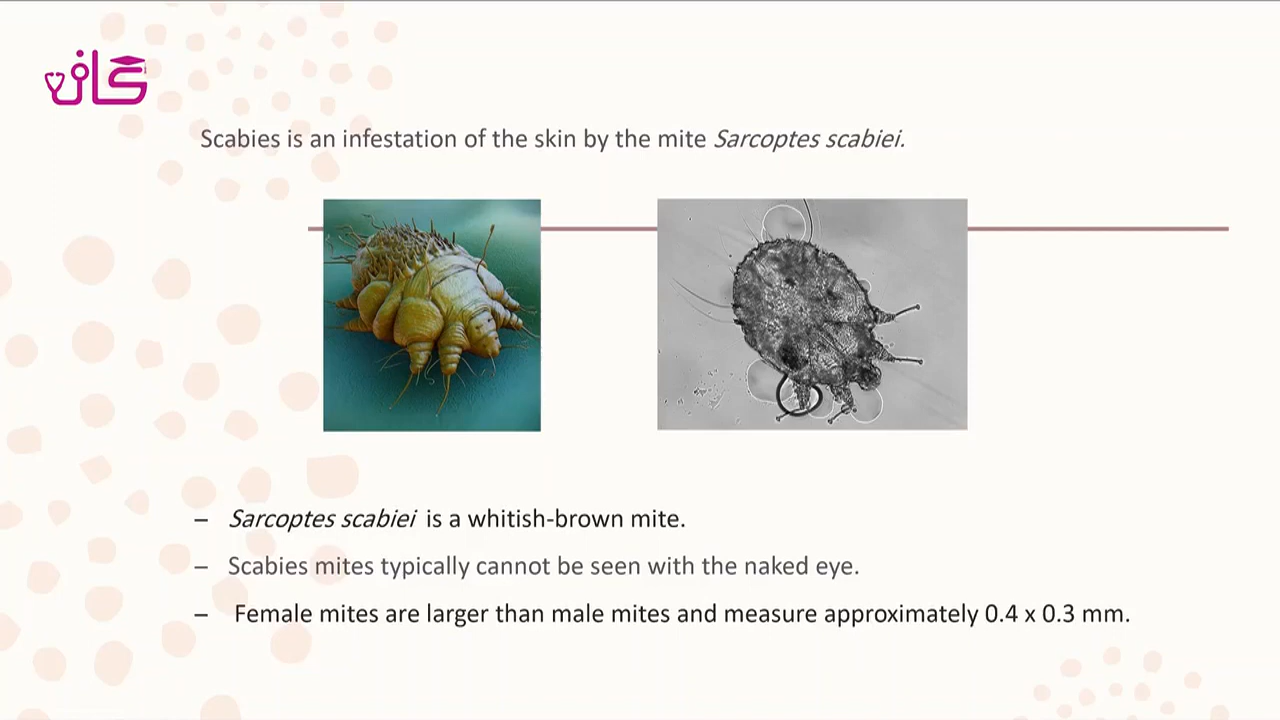 كان
Scabies is an infestation of the skin by the mite Sarcoptes scabiei.
– Sarcoptes scabiei is a whitish-brown mite.
– Scabies mites typically cannot be seen with the naked eye.
– Female mites are larger than male mites and measure approximately 0.4 x 0.3 mm.